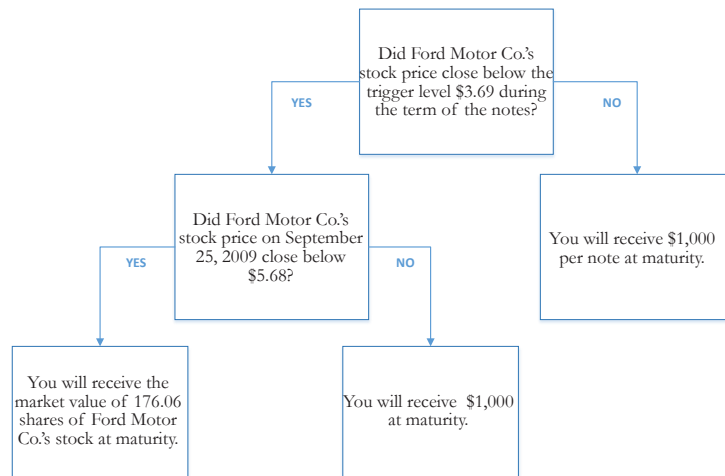 Did Ford Motor Co.'s
stock price close below the
trigger level $3.69 during
the term of the notes?
YES
NO
Did Ford Motor Co.'s
stock price on September
25, 2009 close below
$5.68?
You will receive $1,000
per note at maturity.
YES
NO
You will receive the
market value of 176.06
shares of Ford Motor
Co.'s stock at maturity.
You will receive $1,000
at maturity.